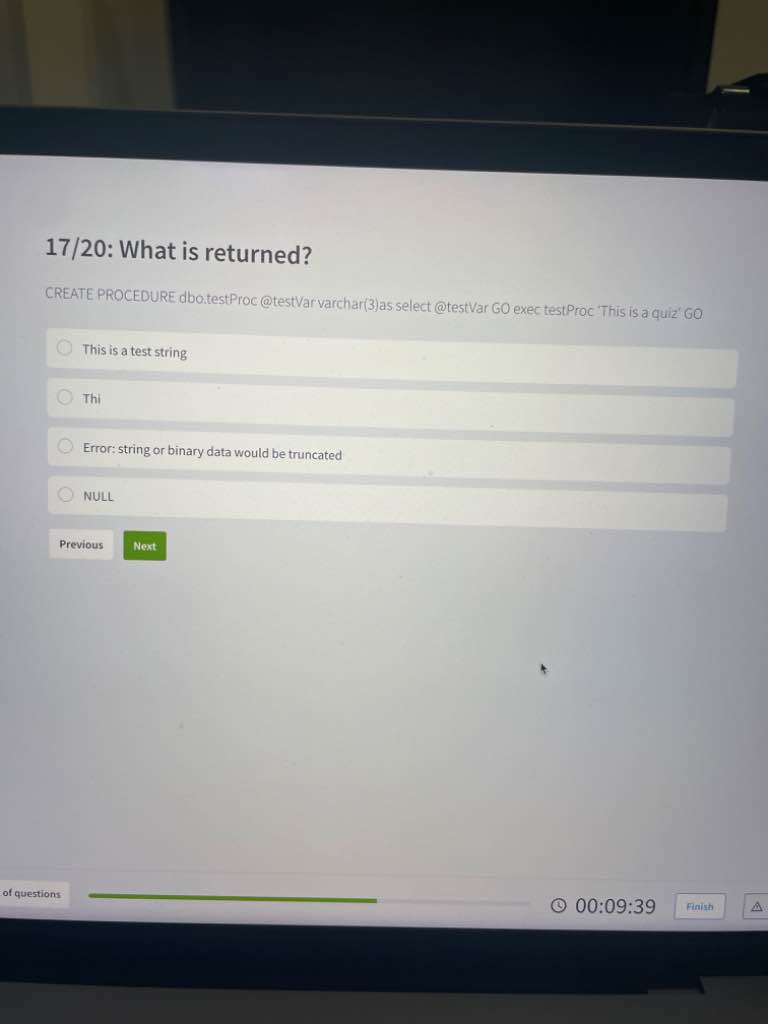 17/20: What is returned?
CREATE PROCEDURE dbo.testProc @testVar varchar(3)as select @testVar GO exec testProc 'This is a quiz' GO
This is a test string
Thi
Error: string or binary data would be truncated
NULL
Previous Next
of questions 00:09:39 Finish